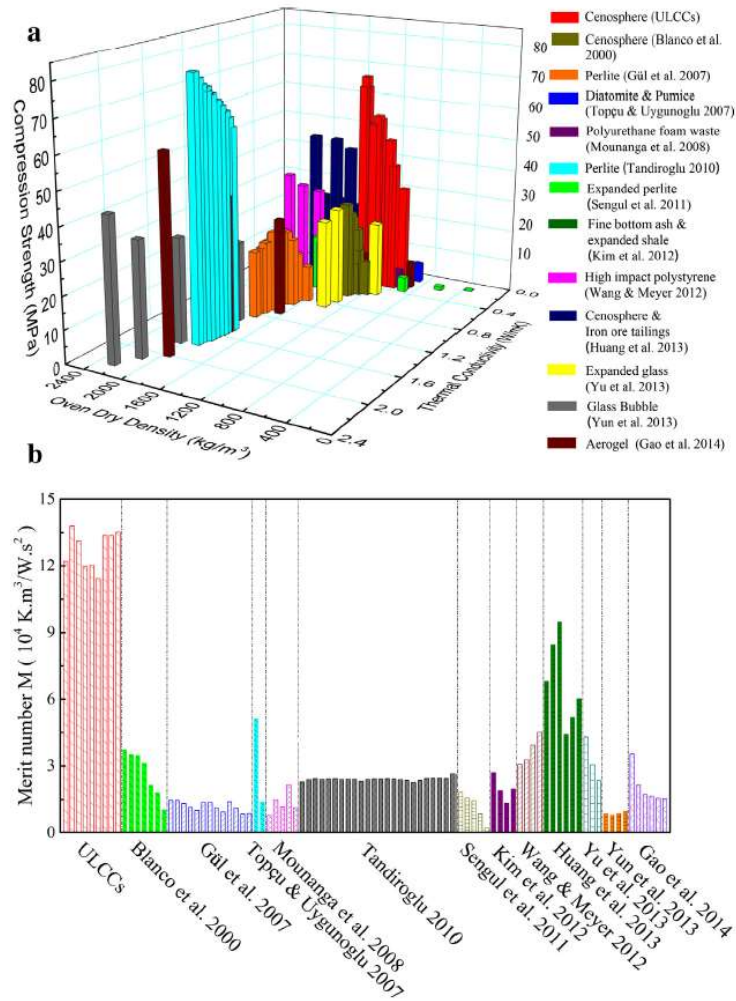 a
80
70
60
50
40
30
20
10
0
Compression Strength (MPa)
2400
2000
1600
1200
800
400
0
Oven Dry Density (Kg/m³)
2.4
2.0
1.6
1.2
0.8
0.4
0.0
Thermal Conductivity (W/mK)
80
70
60
50
40
30
20
10
Cenosphere (ULCCs)
Cenosphere (Blanco et al.
2000)
Perlite (Gül et al. 2007)
Diatomite & Pumice
(Topçu & Uygunoglu 2007)
Polyurethane foam waste
(Mounanga et al. 2008)
Perlite (Tandiroglu 2010)
Expanded perlite
(Sengul et al. 2011)
Fine bottom ash &
expanded shale
(Kim et al. 2012)
High impact polystyrene
(Wang & Meyer 2012)
Cenosphere &
Iron ore tailings
(Huang et al. 2013)
Expanded glass
(Yu et al. 2013)
Glass Bubble
(Yun et al. 2013)
Aerogel (Gao et al. 2014)
b
Merit number M ( 10⁴ K.m³/W.s²)
15
12
9
6
3
0
ULCCs
Blanco et al. 2000
Gül et al. 2007
Topçu & Uygunoglu 2007
Mounanga et al. 2008
Tandiroglu 2010
Sengul et al. 2011
Kim et al. 2012
Wang & Meyer 2012
Huang et al. 2013
Yu et al. 2013
Yun et al. 2013
Gao et al. 2014